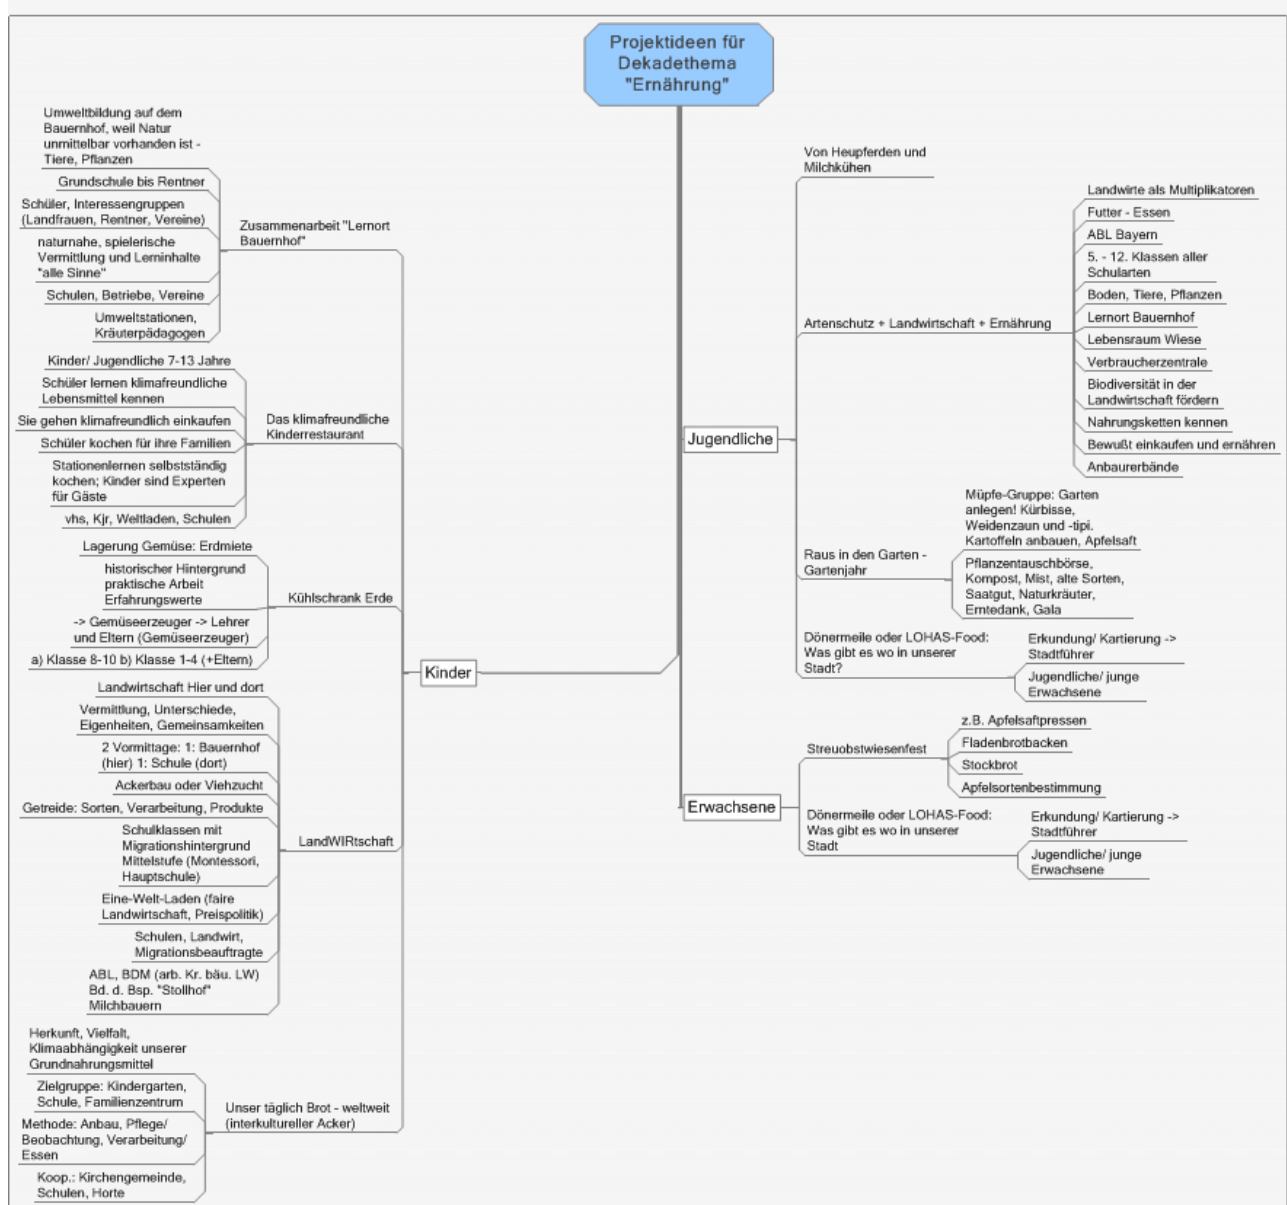 Projektideen für
Dekadethema
"Ernährung"
Umweltbildung auf dem
Bauernhof, weil Natur
unmittelbar vorhanden ist -
Tiere, Pflanzen
Grundschule bis Rentner
Schüler, Interessengruppen
(Landfrauen, Rentner, Vereine)
naturnahe, spielerische
Vermittlung und Lerninhalte
"alle Sinne"
Schulen, Betriebe, Vereine
Umweltstationen,
Kräuterpädagogen
Zusammenarbeit "Lernort
Bauernhof"
Kinder/ Jugendliche 7-13 Jahre
Schüler lernen klimafreundliche
Lebensmittel kennen
Sie gehen klimafreundlich einkaufen
Schüler kochen für ihre Familien
Stationenlernen selbstständig
kochen; Kinder sind Experten
für Gäste
vhs, Kjr, Weltladen, Schulen
Das klimafreundliche
Kinderrestaurant
Lagerung Gemüse: Erdmiete
historischer Hintergrund
praktische Arbeit
Erfahrungswerte
-> Gemüseerzeuger -> Lehrer
und Eltern (Gemüseerzeuger)
a) Klasse 8-10 b) Klasse 1-4 (+Eltern)
Kühlschrank Erde
Kinder
Landwirtschaft Hier und dort
Vermittlung, Unterschiede,
Eigenheiten, Gemeinsamkeiten
2 Vormittage: 1: Bauernhof
(hier) 1: Schule (dort)
Ackerbau oder Viehzucht
Getreide: Sorten, Verarbeitung, Produkte
Schulklassen mit
Migrationshintergrund
Mittelstufe (Montessori,
Hauptschule)
Eine-Welt-Laden (faire
Landwirtschaft, Preispolitik)
Schulen, Landwirt,
Migrationsbeauftragte
ABL, BDM (arb. Kr. bäu. LW)
Bd. d. Bsp. "Stollhof"
Milchbauern
LandWIRtschaft
Herkunft, Vielfalt,
Klimaabhängigkeit unserer
Grundnahrungsmittel
Zielgruppe: Kindergarten,
Schule, Familienzentrum
Methode: Anbau, Pflege/
Beobachtung, Verarbeitung/
Essen
Koop.: Kirchengemeinde,
Schulen, Horte
Unser täglich Brot - weltweit
(interkultureller Acker)
Jugendliche
Von Heupferden und
Milchkühen
Artenschutz + Landwirtschaft + Ernährung
Landwirte als Multiplikatoren
Futter - Essen
ABL Bayern
5. - 12. Klassen aller
Schularten
Boden, Tiere, Pflanzen
Lernort Bauernhof
Lebensraum Wiese
Verbraucherzentrale
Biodiversität in der
Landwirtschaft fördern
Nahrungsketten kennen
Bewußt einkaufen und ernähren
Anbaurerbände
Raus in den Garten -
Gartenjahr
Müpfe-Gruppe: Garten
anlegen! Kürbisse,
Weidenzaun und -tipi.
Kartoffeln anbauen, Apfelsaft
Pflanzentauschbörse,
Kompost, Mist, alte Sorten,
Saatgut, Naturkräuter,
Erntedank, Gala
Dönermeile oder LOHAS-Food:
Was gibt es wo in unserer
Stadt?
Erkundung/ Kartierung ->
Stadtführer
Jugendliche/ junge
Erwachsene
Erwachsene
Streuobstwiesenfest
z.B. Apfelsaftpressen
Fladenbrotbacken
Stockbrot
Apfelsortenbestimmung
Dönermeile oder LOHAS-Food:
Was gibt es wo in unserer
Stadt
Erkundung/ Kartierung ->
Stadtführer
Jugendliche/ junge
Erwachsene